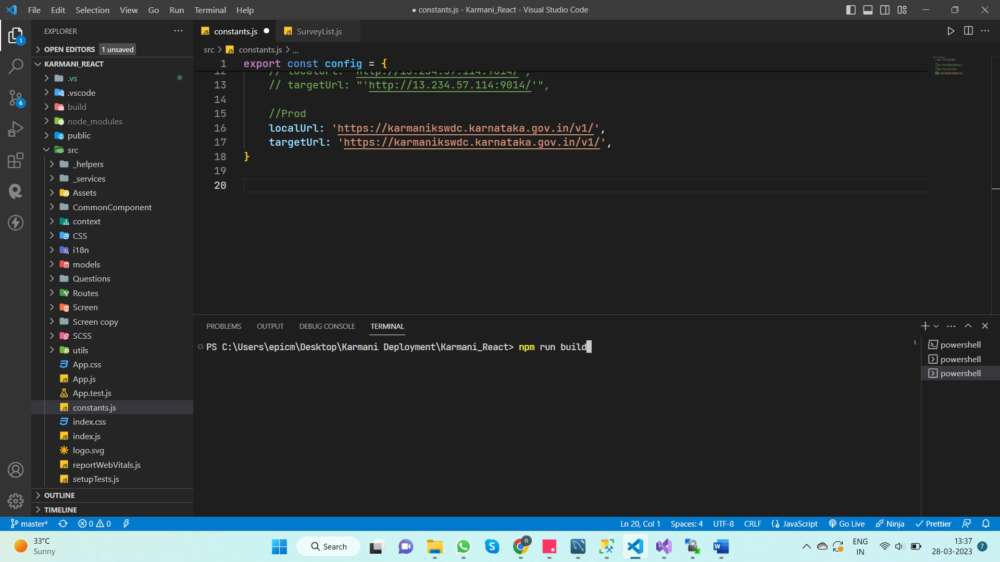 File Edit Selection View Go Run Terminal Help
● constants.js - Karmani_React - Visual Studio Code
EXPLORER
OPEN EDITORS 1 unsaved
KARMANI_REACT
.vs
.vscode
build
node_modules
public
src
_helpers
_services
Assets
CommonComponent
context
CSS
i18n
models
Questions
Routes
Screen
Screen copy
SCSS
utils
App.css
App.js
App.test.js
constants.js
index.css
index.js
logo.svg
reportWebVitals.js
setupTests.js
OUTLINE
TIMELINE
1
6
constants.js ●
SurveyList.js
src > constants.js > ...
1 export const config = {
12 // localUrl: "http://13.234.57.114:9014/",
13 // targetUrl: "'http://13.234.57.114:9014/'",
14
15 //Prod
16 localUrl: 'https://karmanikswdc.karnataka.gov.in/v1/',
17 targetUrl: 'https://karmanikswdc.karnataka.gov.in/v1/',
18 }
19
20
PROBLEMS OUTPUT DEBUG CONSOLE TERMINAL
PS C:\Users\epicm\Desktop\Karmani Deployment\Karmani_React> npm run build
powershell
powershell
powershell
master* 0 0
Ln 20, Col 1 Spaces: 4 UTF-8 CRLF {} JavaScript Go Live Ninja Prettier
33°C
Sunny
Search
R
ENG
IN
13:37
28-03-2023
7